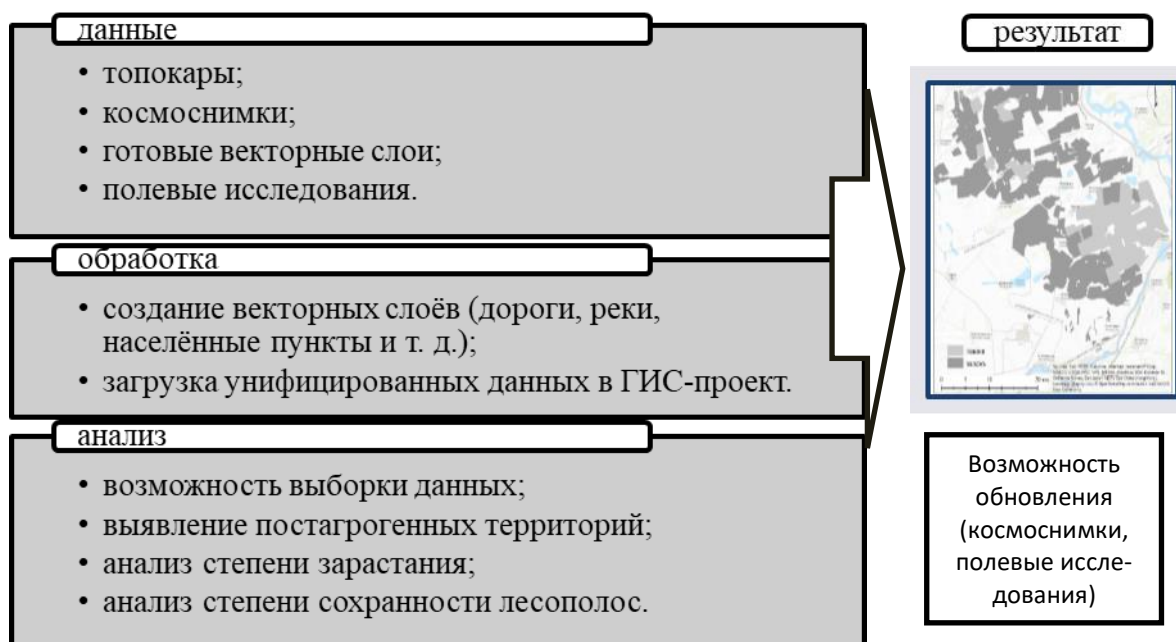 данные
• топокары;
• космоснимки;
• готовые векторные слои;
• полевые исследования.
обработка
• создание векторных слоёв (дороги, реки,
населённые пункты и т. д.);
• загрузка унифицированных данных в ГИС-проект.
анализ
• возможность выборки данных;
• выявление постагрогенных территорий;
• анализ степени зарастания;
• анализ степени сохранности лесополос.
результат
Возможность
обновления
(космоснимки,
полевые иссле-
дования)